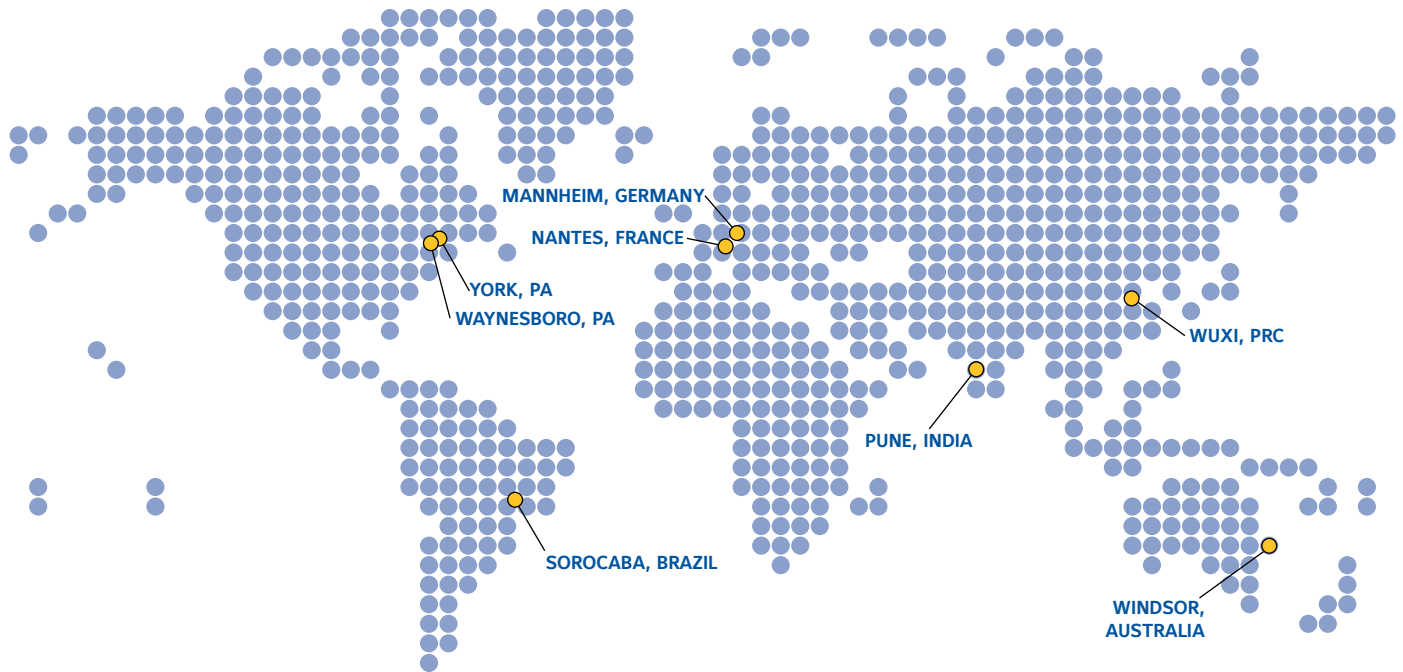 MANNHEIM, GERMANY
NANTES, FRANCE
YORK, PA
WAYNESBORO, PA
WUXI, PRC
PUNE, INDIA
SOROCABA, BRAZIL
WINDSOR,
AUSTRALIA